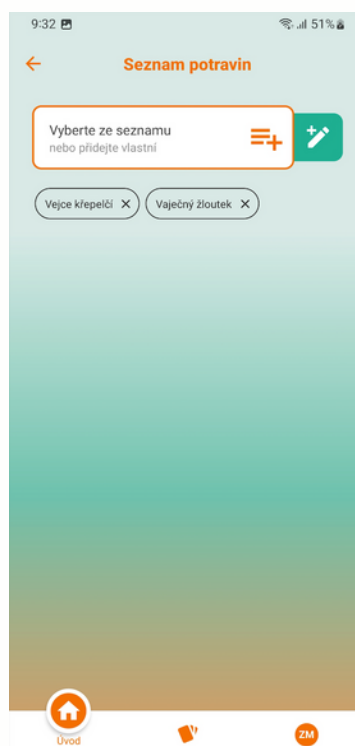 9:32 51%
Seznam potravin
Vyberte ze seznamu
nebo přidejte vlastní
Vejce křepelčí Vaječný žloutek
Úvod ZM